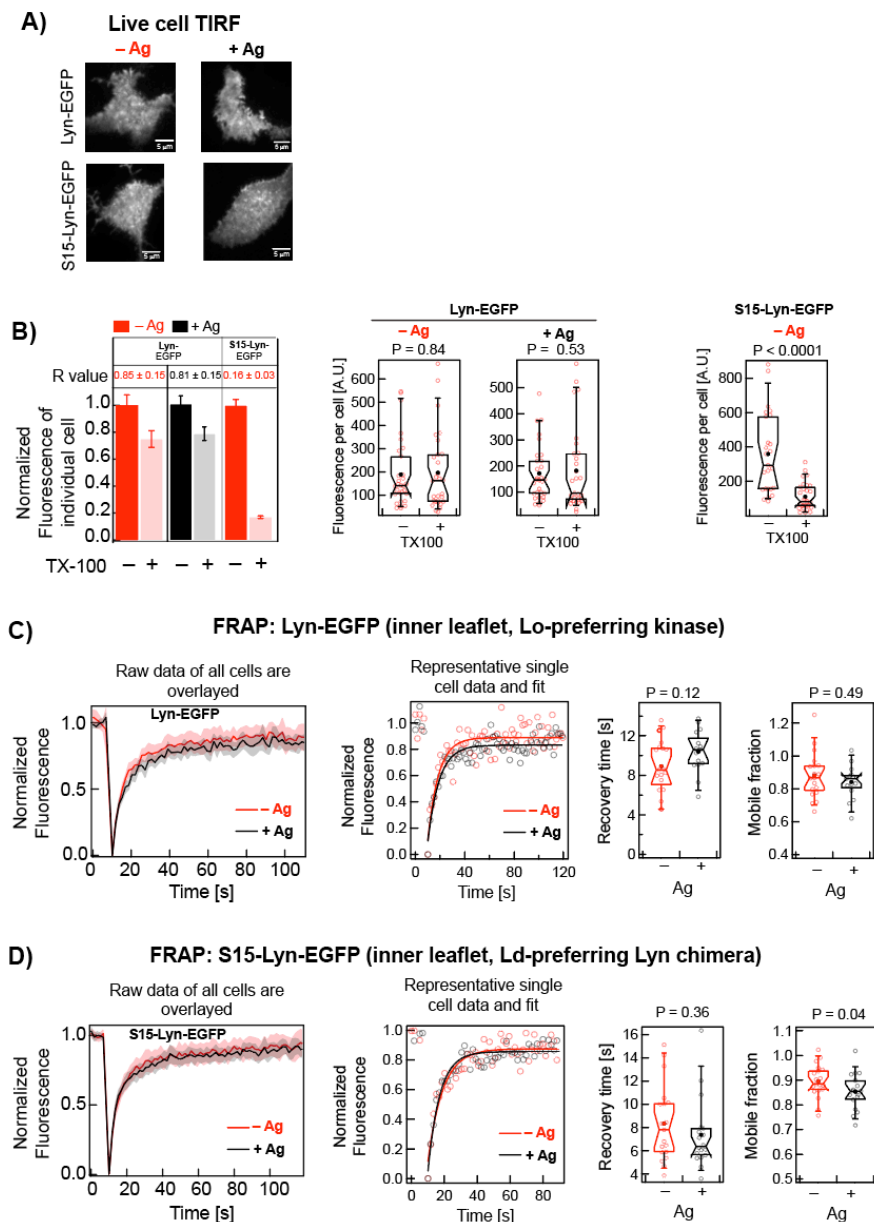 A)
Live cell TIRF
– Ag
+ Ag
Lyn-EGFP
5 µm
5 µm
S15-Lyn-EGFP
5 µm
5 µm
B)
– Ag
+ Ag
Lyn-
EGFP
S15-Lyn-
EGFP
R value
0.85 ± 0.15
0.81 ± 0.15
0.16 ± 0.03
Normalized
Fluorescence of
individual cell
1.0
0.8
0.6
0.4
0.2
0.0
TX-100
– + – + – +
Lyn-EGFP
– Ag
P = 0.84
Fluorescence per cell [A.U.]
600
500
400
300
200
100
– +
TX100
+ Ag
P = 0.53
Fluorescence per cell [A.U.]
500
400
300
200
100
– +
TX100
S15-Lyn-EGFP
– Ag
P < 0.0001
Fluorescence per cell [A.U.]
800
600
400
200
– +
TX100
C)
FRAP: Lyn-EGFP (inner leaflet, Lo-preferring kinase)
Raw data of all cells are
overlayed
Lyn-EGFP
Normalized
Fluorescence
1.0
0.5
0.0
– Ag
+ Ag
0 20 40 60 80 100
Time [s]
Representative single
cell data and fit
Normalized
Fluorescence
1.0
0.8
0.6
0.4
0.2
0.0
– Ag
+ Ag
0 40 60 80 100 120
Time [s]
P = 0.12
Recovery time [s]
12
9
6
3
0
– +
Ag
P = 0.49
Mobile fraction
1.2
1.0
0.8
0.6
0.4
– +
Ag
D)
FRAP: S15-Lyn-EGFP (inner leaflet, Ld-preferring Lyn chimera)
Raw data of all cells are
overlayed
S15-Lyn-EGFP
Normalized
Fluorescence
1.0
0.5
0.0
– Ag
+ Ag
0 20 40 60 80 100
Time [s]
Representative single
cell data and fit
Normalized
Fluorescence
1.0
0.8
0.6
0.4
0.2
0.0
– Ag
+ Ag
0 20 40 60 80
Time [s]
P = 0.36
Recovery time [s]
16
14
12
10
8
6
4
– +
Ag
P = 0.04
Mobile fraction
1.1
1.0
0.9
0.8
0.7
0.6
0.5
– +
Ag